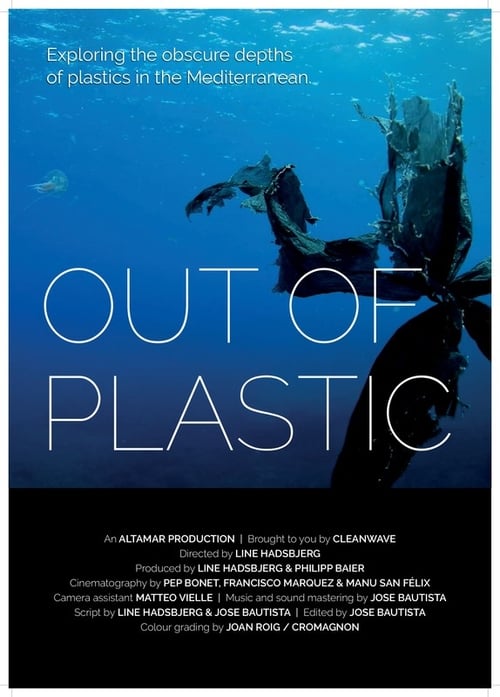 Exploring the obscure depths
of plastics in the Mediterranean.
OUT OF
PLASTIC
An ALTAMAR PRODUCTION | Brought to you by CLEANWAVE
Directed by LINE HADSBJERG
Produced by LINE HADSBJERG & PHILIPP BAIER
Cinematography by PEP BONET, FRANCISCO MARQUEZ & MANU SAN FÉLIX
Camera assistant MATTEO VIELLE | Music and sound mastering by JOSE BAUTISTA
Script by LINE HADSBJERG & JOSE BAUTISTA | Edited by JOSE BAUTISTA
Colour grading by JOAN ROIG / CROMAGNON